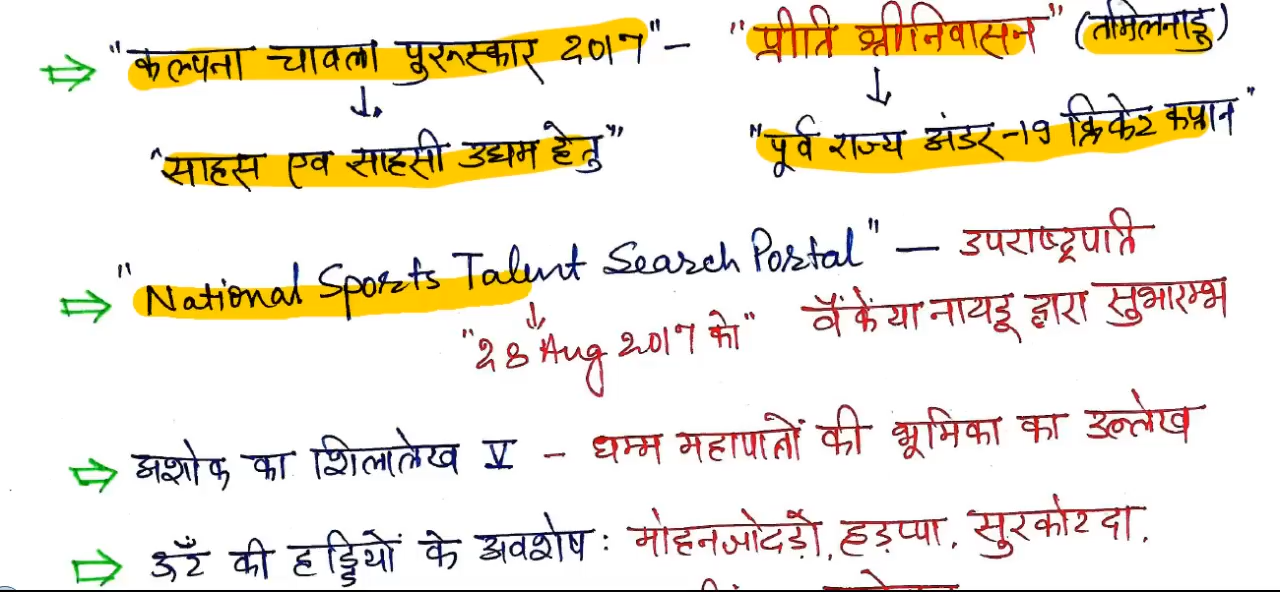 ⇒ "कल्पना चावला पुरूस्कार 2017" – "प्रीति श्रीनिवासन" (तमिलनाडु)
↓ ↓
"साहस एव साहसी उद्यम हेतु" "पूर्व राज्य अंडर-19 क्रिकेट कप्तान"
⇒ "National Sports Talent Search Portal" — उपराष्ट्रपति
↓
"28 Aug 2017 को" वैंकेया नायडू द्वारा सुभारम्भ
⇒ अशोक का शिलालेख V – धम्म महापातों की भूमिका का उल्लेख
⇒ ऊँट की हड्डियों के अवशेष: मोहनजोदड़ो, हड़प्पा, सुरकोटदा,